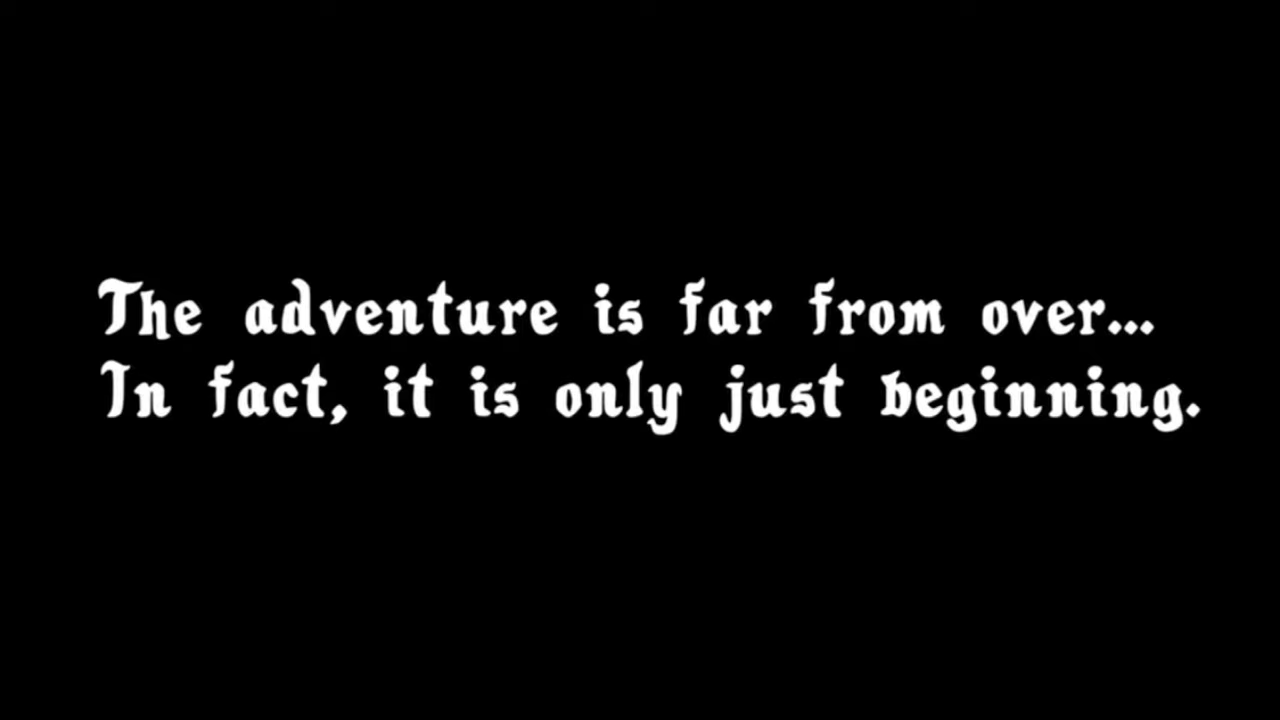 The adventure is far from over...
In fact, it is only just beginning.